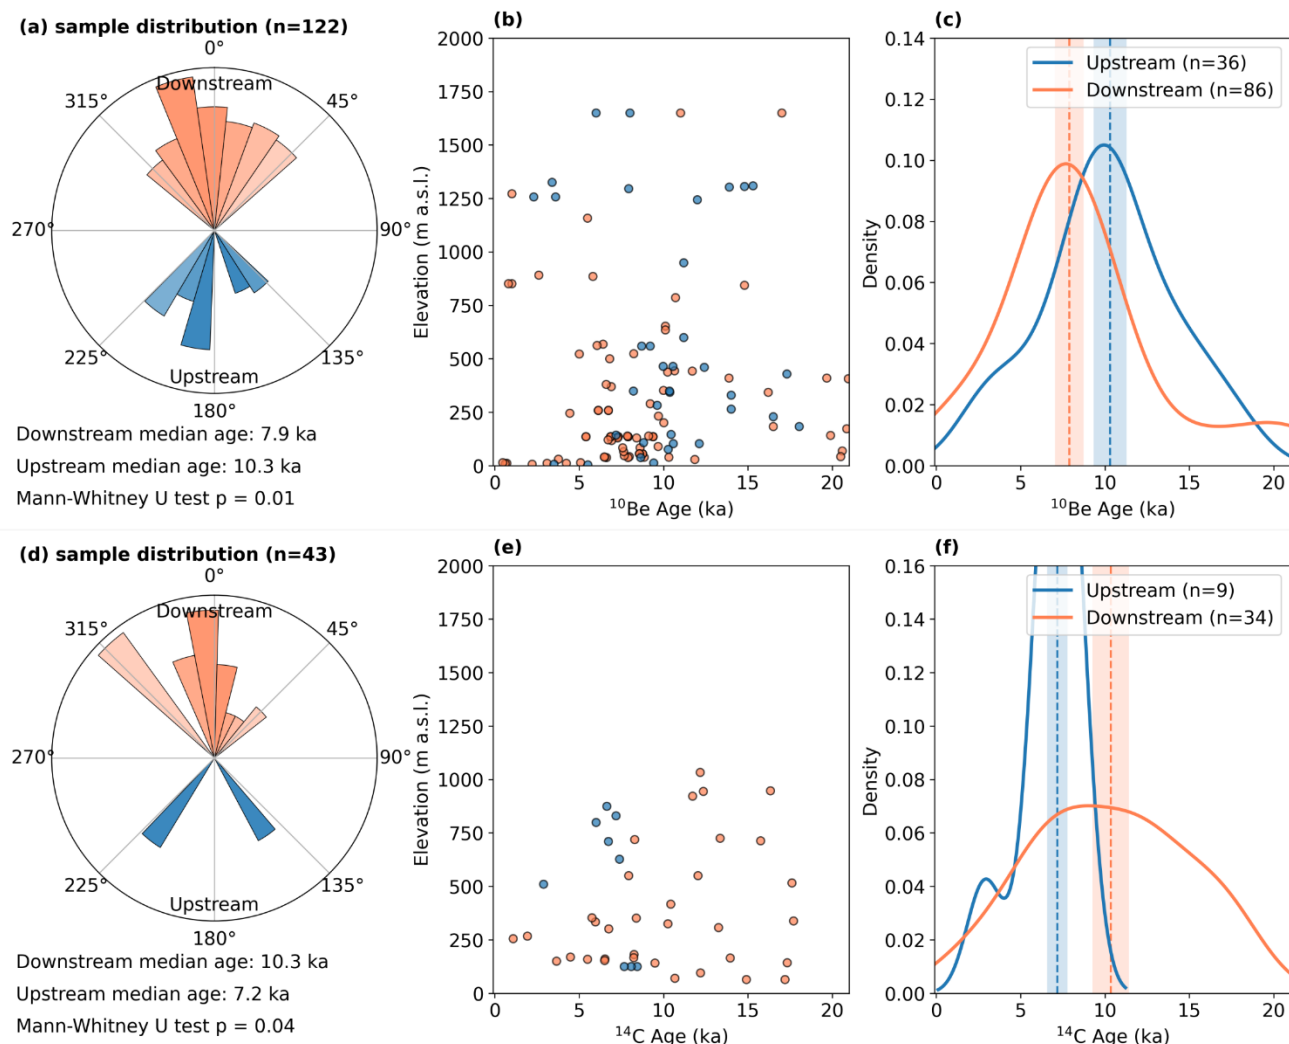 (a) sample distribution (n=122)
0°
Downstream
315°
45°
270°
90°
225°
135°
Upstream
180°
Downstream median age: 7.9 ka
Upstream median age: 10.3 ka
Mann-Whitney U test p = 0.01
(b)
2000
1750
1500
1250
1000
750
500
250
0
Elevation (m a.s.l.)
0 5 10 15 20
¹⁰Be Age (ka)
(c)
0.14
0.12
0.10
0.08
0.06
0.04
0.02
0.00
Density
Upstream (n=36)
Downstream (n=86)
0 5 10 15 20
¹⁰Be Age (ka)
(d) sample distribution (n=43)
0°
Downstream
315°
45°
270°
90°
225°
135°
Upstream
180°
Downstream median age: 10.3 ka
Upstream median age: 7.2 ka
Mann-Whitney U test p = 0.04
(e)
2000
1750
1500
1250
1000
750
500
250
0
Elevation (m a.s.l.)
0 5 10 15 20
¹⁴C Age (ka)
(f)
0.16
0.14
0.12
0.10
0.08
0.06
0.04
0.02
0.00
Density
Upstream (n=9)
Downstream (n=34)
0 5 10 15 20
¹⁴C Age (ka)